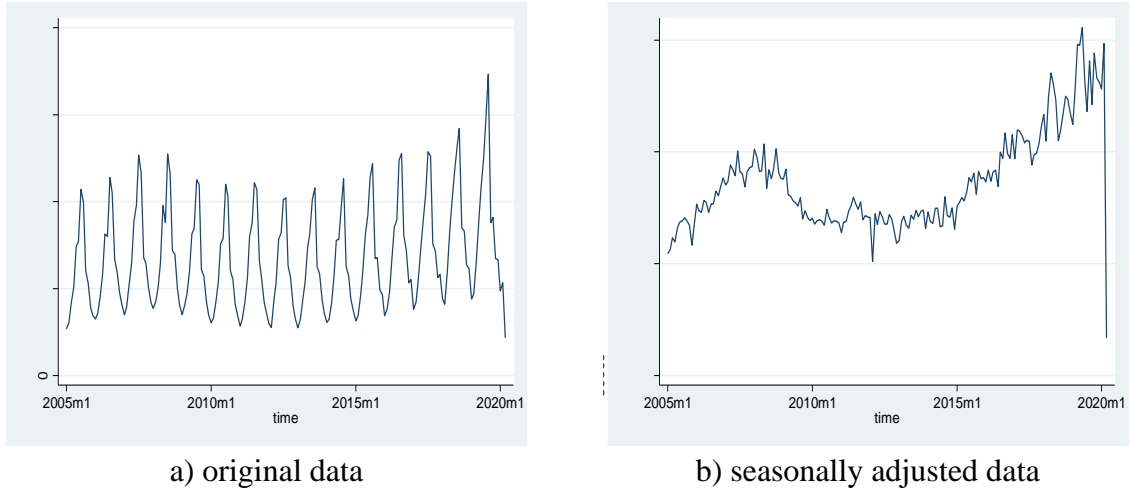 0
2005m1 2010m1 2015m1 2020m1
time
2005m1 2010m1 2015m1 2020m1
time
a) original data
b) seasonally adjusted data